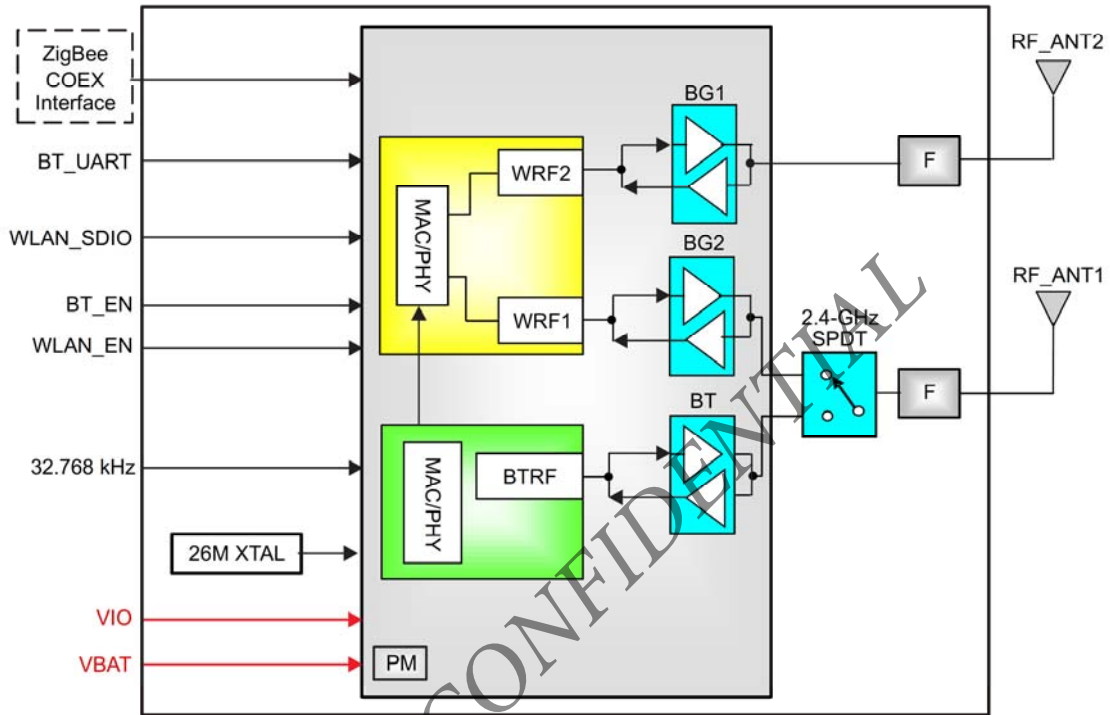 ZigBee
COEX
Interface
BT_UART
WLAN_SDIO
BT_EN
WLAN_EN
32.768 kHz
26M XTAL
VIO
VBAT
PM
MAC/PHY
WRF2
WRF1
MAC/PHY
BTRF
BG1
BG2
BT
2.4-GHz
SPDT
F
F
RF_ANT2
RF_ANT1
CONFIDENTIAL